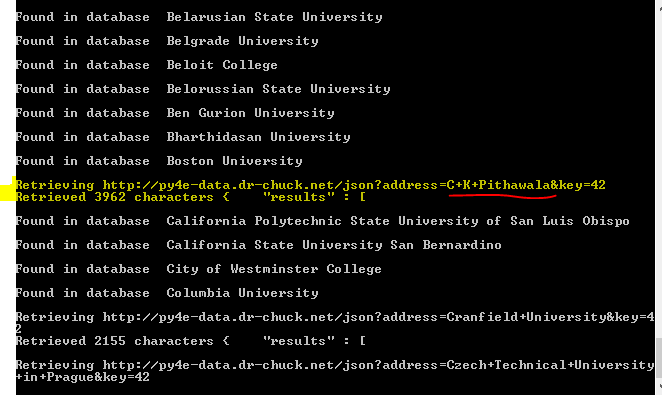 Found in database  Belarusian State University
Found in database  Belgrade University
Found in database  Beloit College
Found in database  Belorussian State University
Found in database  Ben Gurion University
Found in database  Bharthidasan University
Found in database  Boston University
Retrieving http://py4e-data.dr-chuck.net/json?address=C+K+Pithawala&key=42
Retrieved 3962 characters {    "results" : [
Found in database  California Polytechnic State University of San Luis Obispo
Found in database  California State University San Bernardino
Found in database  City of Westminster College
Found in database  Columbia University
Retrieving http://py4e-data.dr-chuck.net/json?address=Cranfield+University&key=4
2
Retrieved 2155 characters {    "results" : [
Retrieving http://py4e-data.dr-chuck.net/json?address=Czech+Technical+University
+in+Prague&key=42